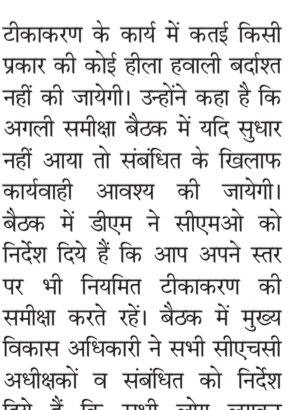 टीकाकरण के कार्य में कतई किसी
प्रकार की कोई हीला हवाली बर्दाश्त
नहीं की जायेगी। उन्होंने कहा है कि
अगली समीक्षा बैठक में यदि सुधार
नहीं आया तो संबंधित के खिलाफ
कार्यवाही आवश्य की जायेगी।
बैठक में डीएम ने सीएमओ को
निर्देश दिये हैं कि आप अपने स्तर
पर भी नियमित टीकाकरण की
समीक्षा करते रहें। बैठक में मुख्य
विकास अधिकारी ने सभी सीएचसी
अधीक्षकों व संबंधित को निर्देश
दिये हैं कि सभी लोग